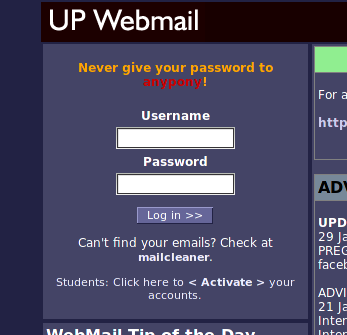 UP Webmail
Never give your password to
anypony!
Username
Password
Log in >>
Can't find your emails? Check at
mailcleaner.
Students: Click here to < Activate > your
accounts.
WebMail Tip of the Day
For a
http
ADV
UPD
29 Ja
PREG
faceb
ADVI
21 Ja
Inter
Inter